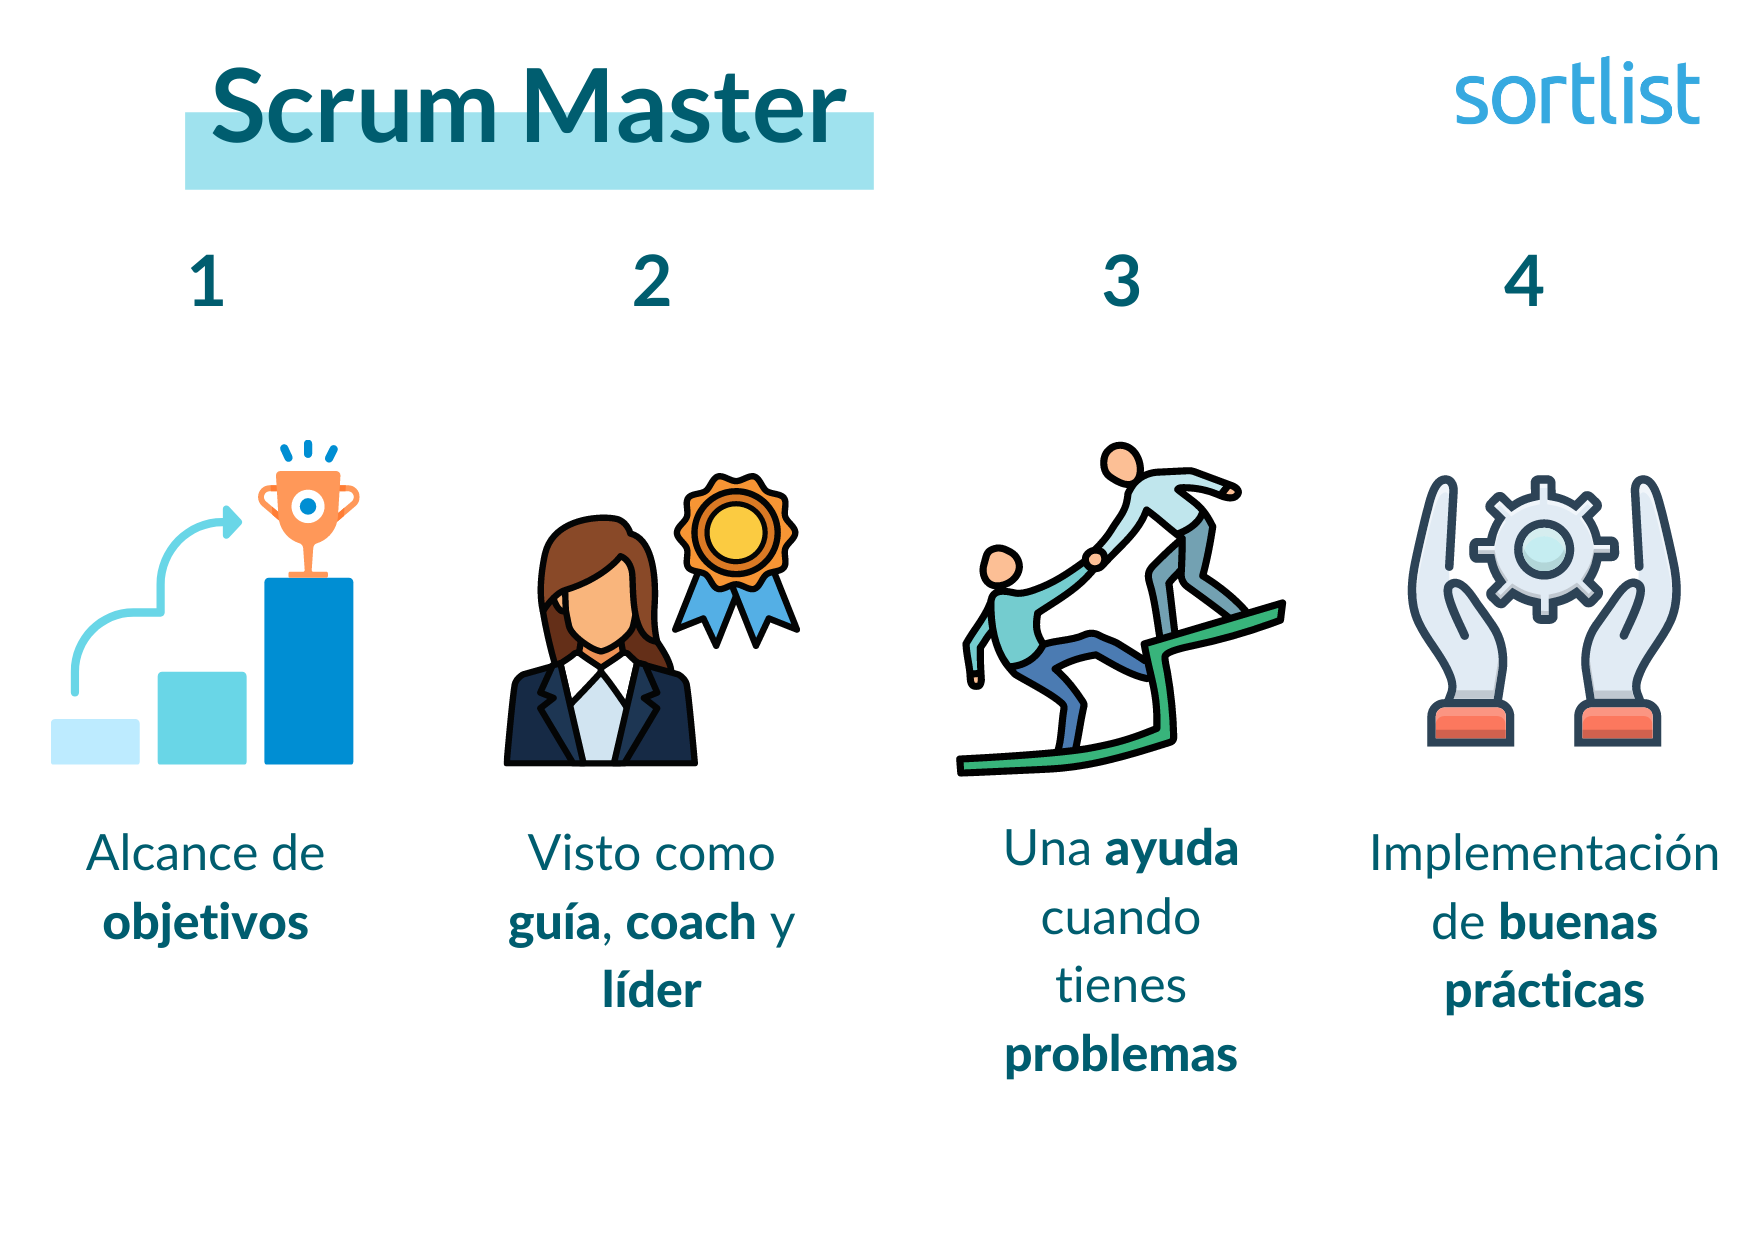 Scrum Master
sortlist
1
2
3
4
Alcance de
objetivos
Visto como
guía, coach y
líder
Una ayuda
cuando
tienes
problemas
Implementación
de buenas
prácticas